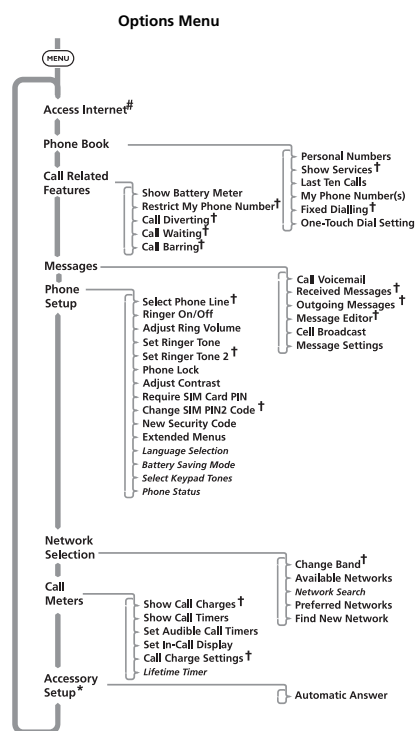 Options Menu
MENU
Access Internet#
Phone Book
Personal Numbers
Show Services†
Last Ten Calls
My Phone Number(s)
Fixed Dialling†
One-Touch Dial Setting
Call Related
Features
Show Battery Meter
Restrict My Phone Number†
Call Diverting†
Call Waiting†
Call Barring†
Messages
Call Voicemail
Received Messages†
Outgoing Messages†
Message Editor†
Cell Broadcast
Message Settings
Phone
Setup
Select Phone Line†
Ringer On/Off
Adjust Ring Volume
Set Ringer Tone
Set Ringer Tone 2†
Phone Lock
Adjust Contrast
Require SIM Card PIN
Change SIM PIN2 Code†
New Security Code
Extended Menus
Language Selection
Battery Saving Mode
Select Keypad Tones
Phone Status
Network
Selection
Change Band†
Available Networks
Network Search
Preferred Networks
Find New Network
Call
Meters
Show Call Charges†
Show Call Timers
Set Audible Call Timers
Set In-Call Display
Call Charge Settings†
Lifetime Timer
Accessory
Setup*
Automatic Answer